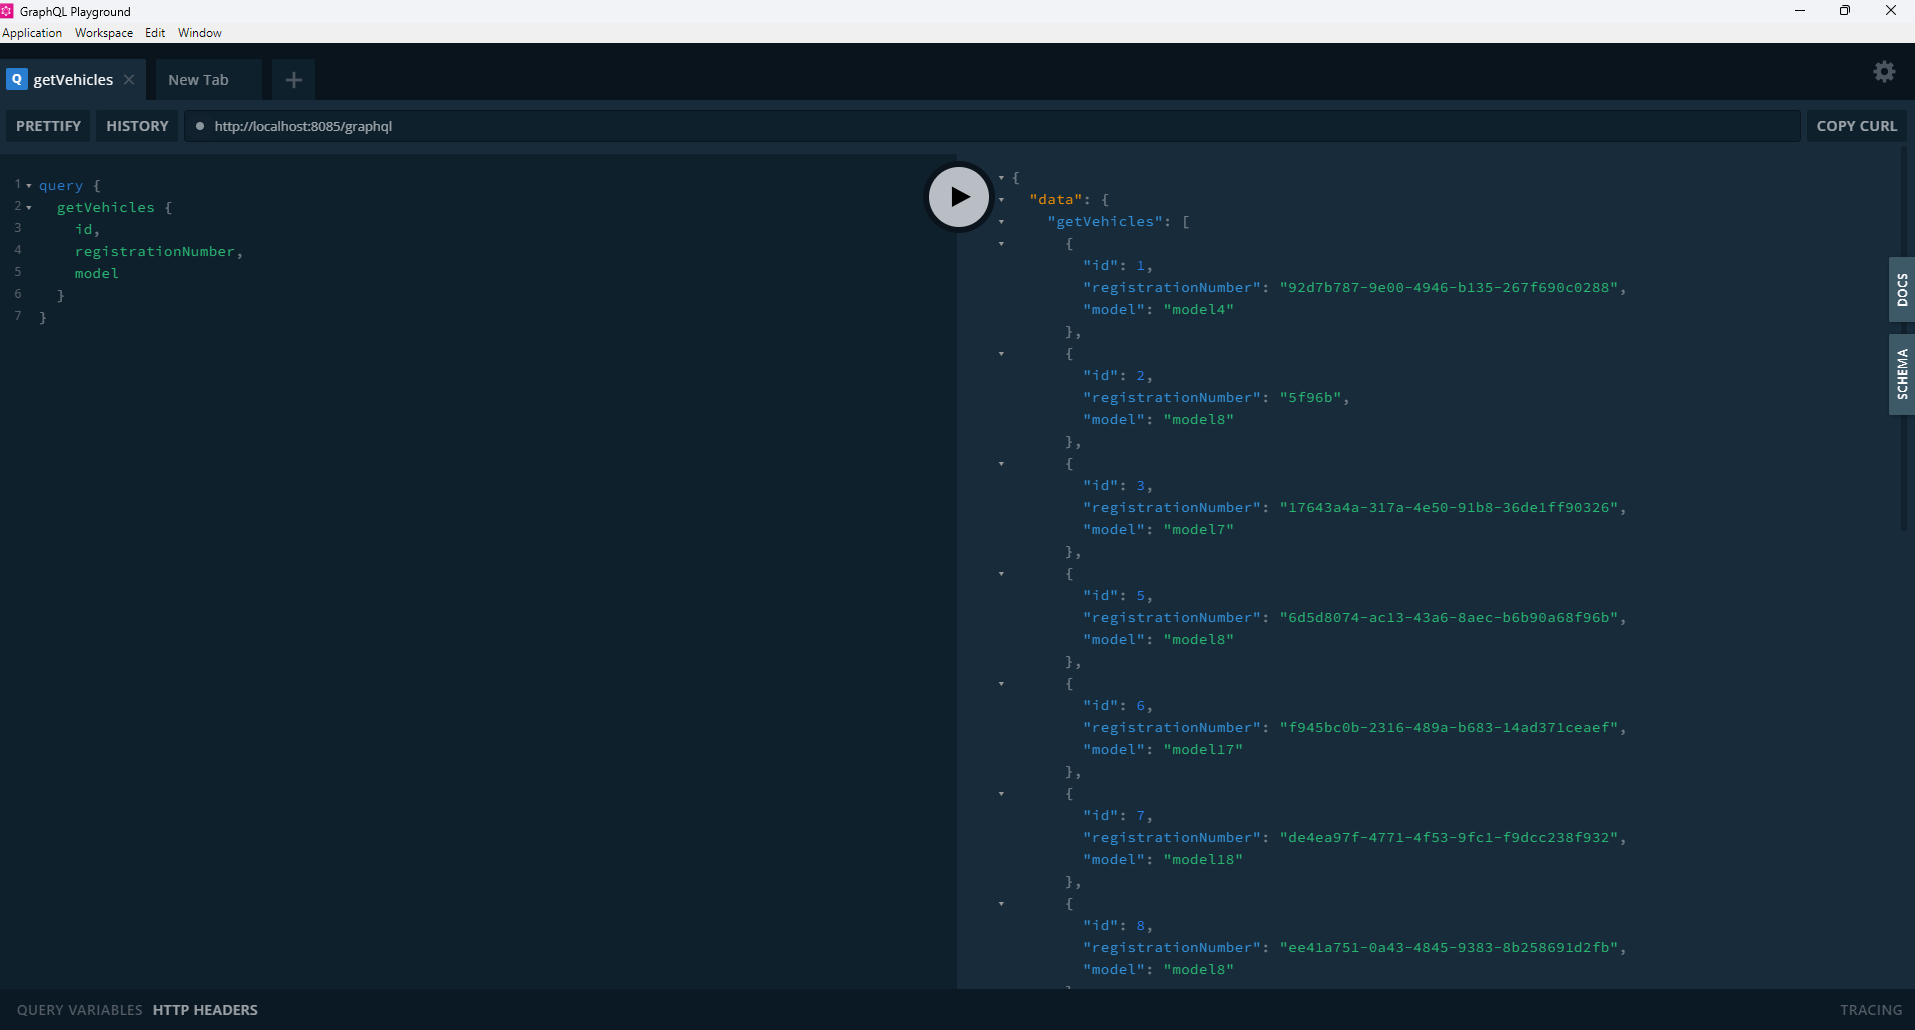 GraphQL Playground
Application Workspace Edit Window
Q getVehicles New Tab
PRETTIFY HISTORY http://localhost:8085/graphql COPY CURL
1 query {
2 getVehicles {
3 id,
4 registrationNumber,
5 model
6 }
7 }
{
"data": {
"getVehicles": [
{
"id": 1,
"registrationNumber": "92d7b787-9e00-4946-b135-267f690c0288",
"model": "model4"
},
{
"id": 2,
"registrationNumber": "5f96b",
"model": "model8"
},
{
"id": 3,
"registrationNumber": "17643a4a-317a-4e50-91b8-36de1ff90326",
"model": "model7"
},
{
"id": 5,
"registrationNumber": "6d5d8074-ac13-43a6-8aec-b6b90a68f96b",
"model": "model8"
},
{
"id": 6,
"registrationNumber": "f945bc0b-2316-489a-b683-14ad371ceaef",
"model": "model17"
},
{
"id": 7,
"registrationNumber": "de4ea97f-4771-4f53-9fc1-f9dcc238f932",
"model": "model18"
},
{
"id": 8,
"registrationNumber": "ee41a751-0a43-4845-9383-8b258691d2fb",
"model": "model8"
DOCS
SCHEMA
QUERY VARIABLES HTTP HEADERS TRACING